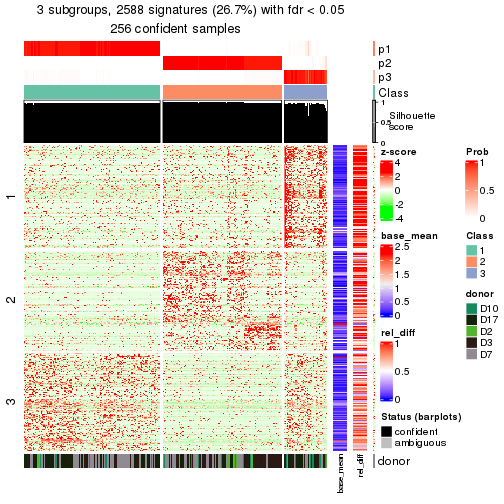 3 subgroups, 2588 signatures (26.7%) with fdr < 0.05
256 confident samples
p1
p2
p3
Class
1
0.5
0
Silhouette
score
1
2
3
z-score
4
2
0
-2
-4
base_mean
2.5
2
1.5
1
0.5
0
rel_diff
1
0.5
0
Status (barplots)
confident
ambiguous
Prob
1
0.5
0
Class
1
2
3
donor
D10
D17
D2
D3
D7
base_mean
rel_diff
donor